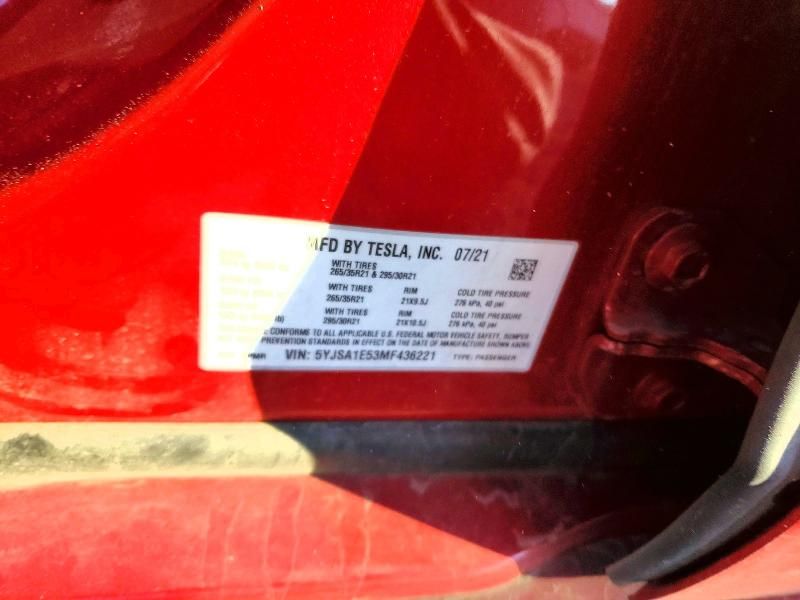 MFD BY TESLA, INC. 07/21
WITH TIRES
265/35R21 & 295/30R21
WITH TIRES RIM COLD TIRE PRESSURE
265/35R21 21X9.5J 276 kPa, 40 psi
WITH TIRES RIM COLD TIRE PRESSURE
295/30R21 21X10.5J 276 kPa, 40 psi
CONFORMS TO ALL APPLICABLE U.S. FEDERAL MOTOR VEHICLE SAFETY, BUMPER
PREVENTION STANDARDS IN EFFECT ON THE DATE OF MANUFACTURE SHOWN ABOVE
VIN: 5YJSA1E53MF436221 TYPE: PASSENGER